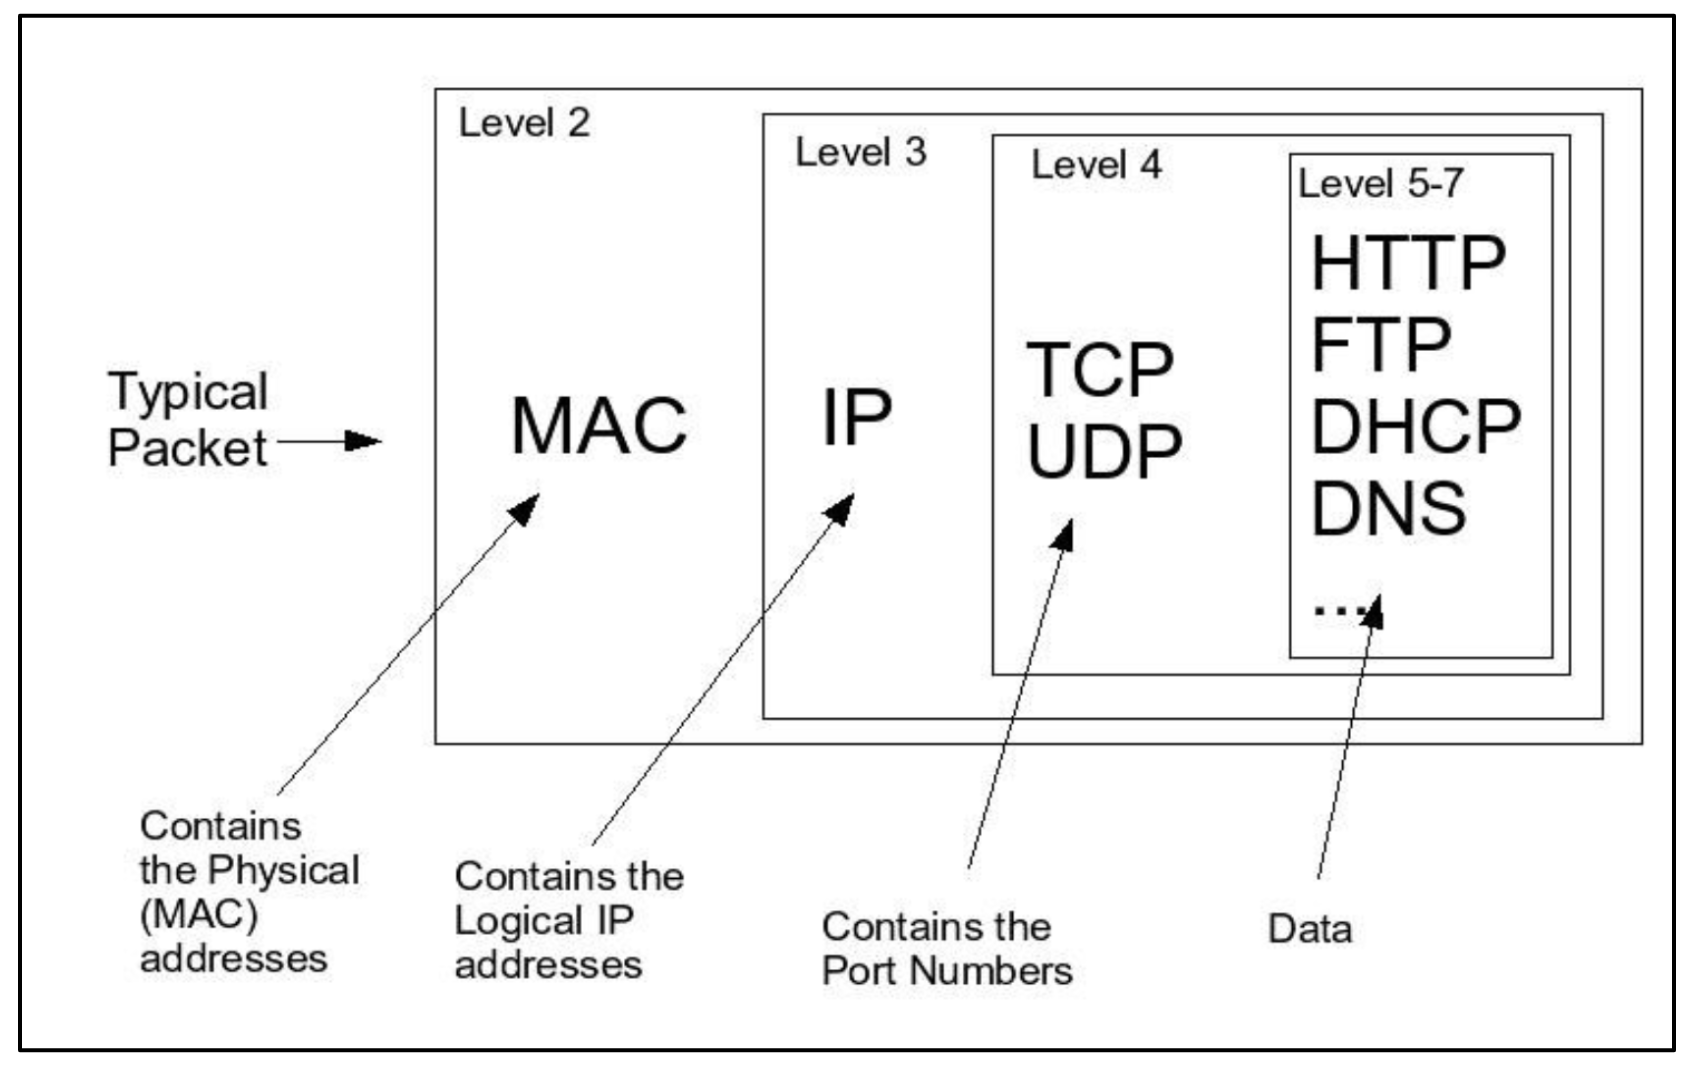 Level 2
Level 3
Level 4
Level 5-7
HTTP
FTP
DHCP
DNS
...
TCP
UDP
IP
MAC
Typical
Packet
Contains
the Physical
(MAC)
addresses
Contains the
Logical IP
addresses
Contains the
Port Numbers
Data